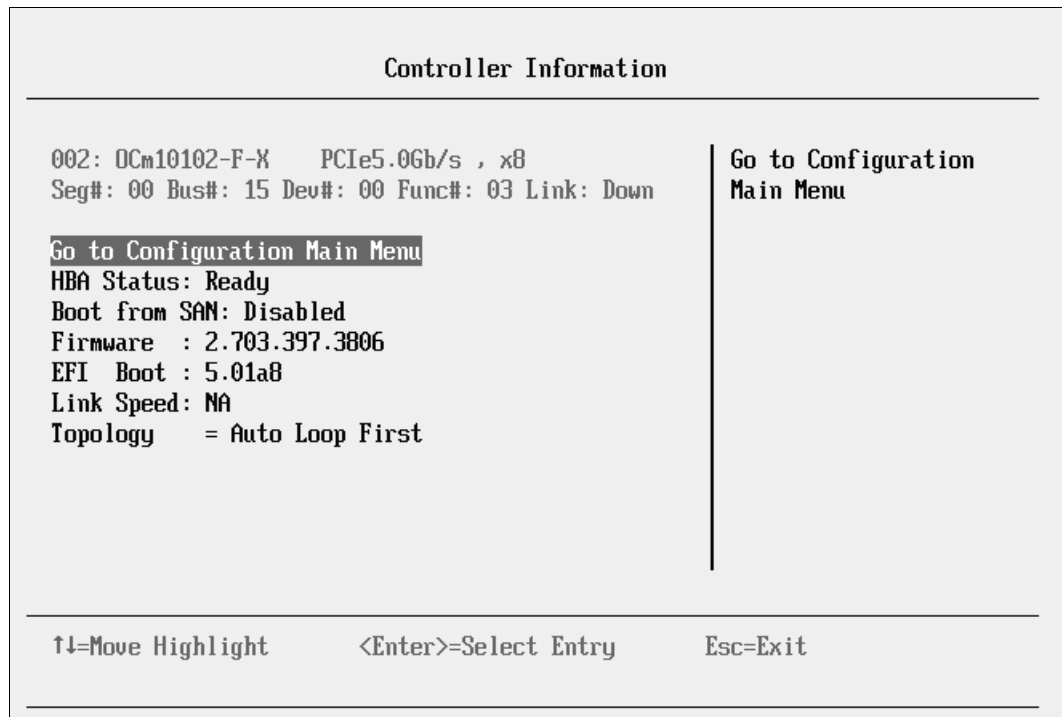 Controller Information
002: OCm10102-F-X    PCIe5.0Gb/s , x8
Seg#: 00 Bus#: 15 Dev#: 00 Func#: 03 Link: Down
Go to Configuration Main Menu
HBA Status: Ready
Boot from SAN: Disabled
Firmware  : 2.703.397.3806
EFI  Boot : 5.01a8
Link Speed: NA
Topology    = Auto Loop First
Go to Configuration
Main Menu
↑↓=Move Highlight       <Enter>=Select Entry       Esc=Exit